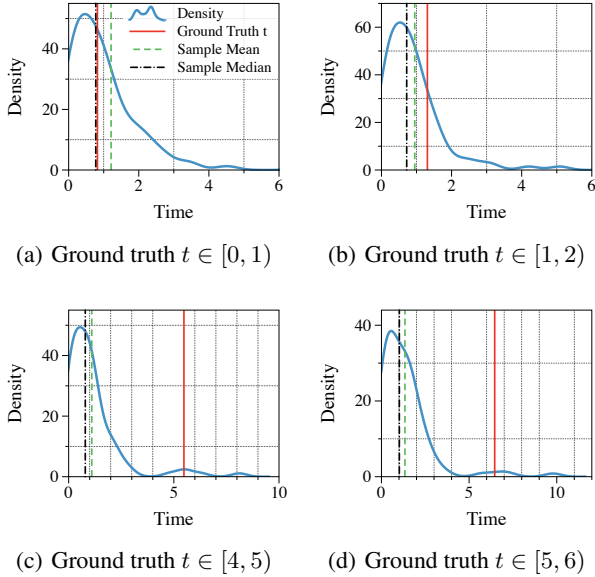 Density
Ground Truth t
Sample Mean
Sample Median
Density
40
20
0
0 2 4 6
Time
(a) Ground truth t ∈ [0, 1)
Density
60
40
20
0
0 2 4 6
Time
(b) Ground truth t ∈ [1, 2)
Density
40
20
0
0 5 10
Time
(c) Ground truth t ∈ [4, 5)
Density
40
20
0
0 5 10
Time
(d) Ground truth t ∈ [5, 6)